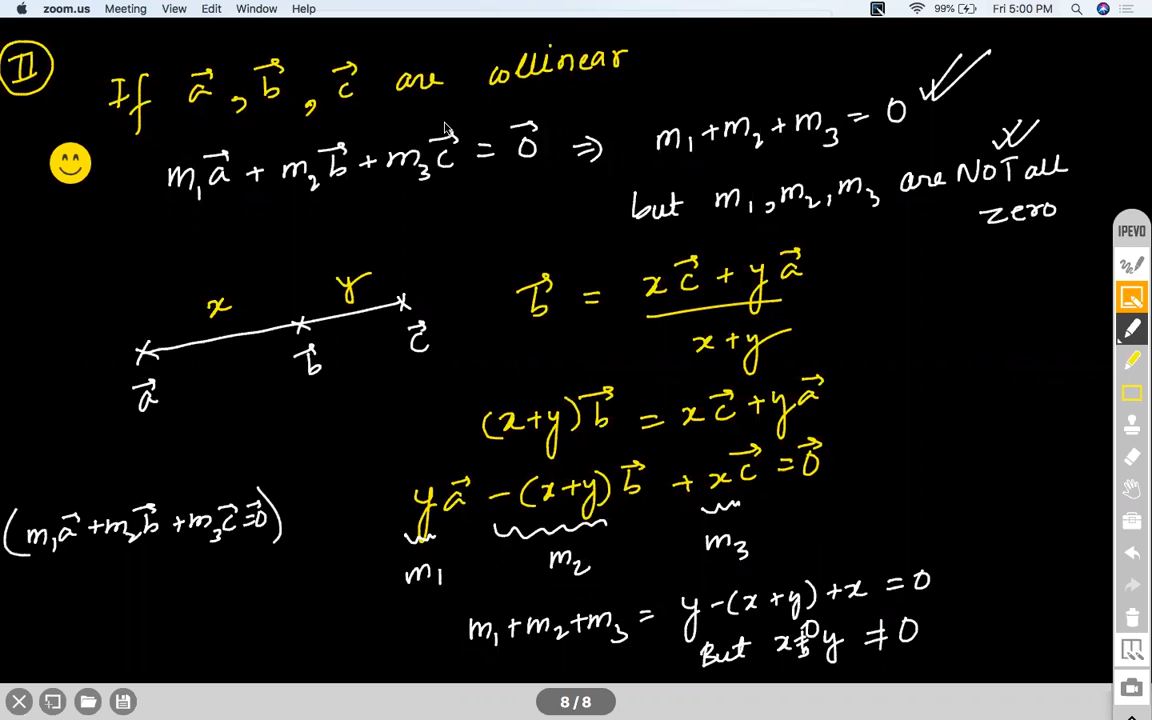 zoom.us Meeting View Edit Window Help 99% Fri 5:00 PM
II If a⃗, b⃗, c⃗ are collinear
m₁a⃗ + m₂b⃗ + m₃c⃗ = 0⃗ ⇒ m₁+m₂+m₃ = 0
but m₁, m₂, m₃ are NOT all
zero
IPEVO
x y
a⃗ b⃗ c⃗
b⃗ = xc⃗ + ya⃗
x+y
(x+y)b⃗ = xc⃗ + ya⃗
ya⃗ -(x+y)b⃗ + xc⃗ = 0⃗
(m₁a⃗+m₂b⃗+m₃c⃗=0⃗)
m₁ m₂ m₃
m₁+m₂+m₃ = y-(x+y)+x = 0
But y ≠ 0
8/8